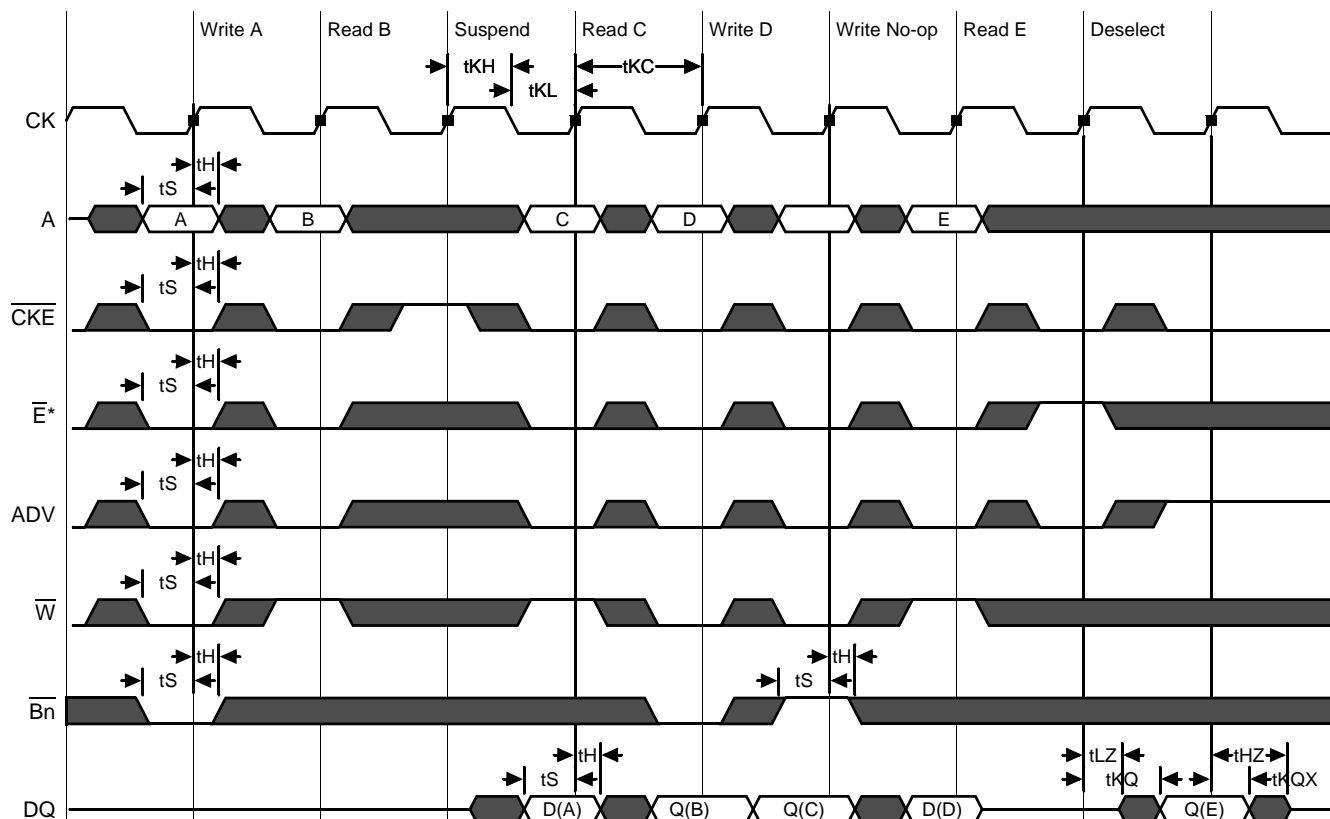 Write A Read B Suspend Read C Write D Write No-op Read E Deselect
tKH tKC
tKL
CK
tH
tS
A A B C D E
tH
tS
CKE
tH
tS
E*
tH
tS
ADV
tH
tS
W
tH tH
tS tS
Bn
tH tLZ tHZ
tS tKQ tKQX
DQ D(A) Q(B) Q(C) D(D) Q(E)